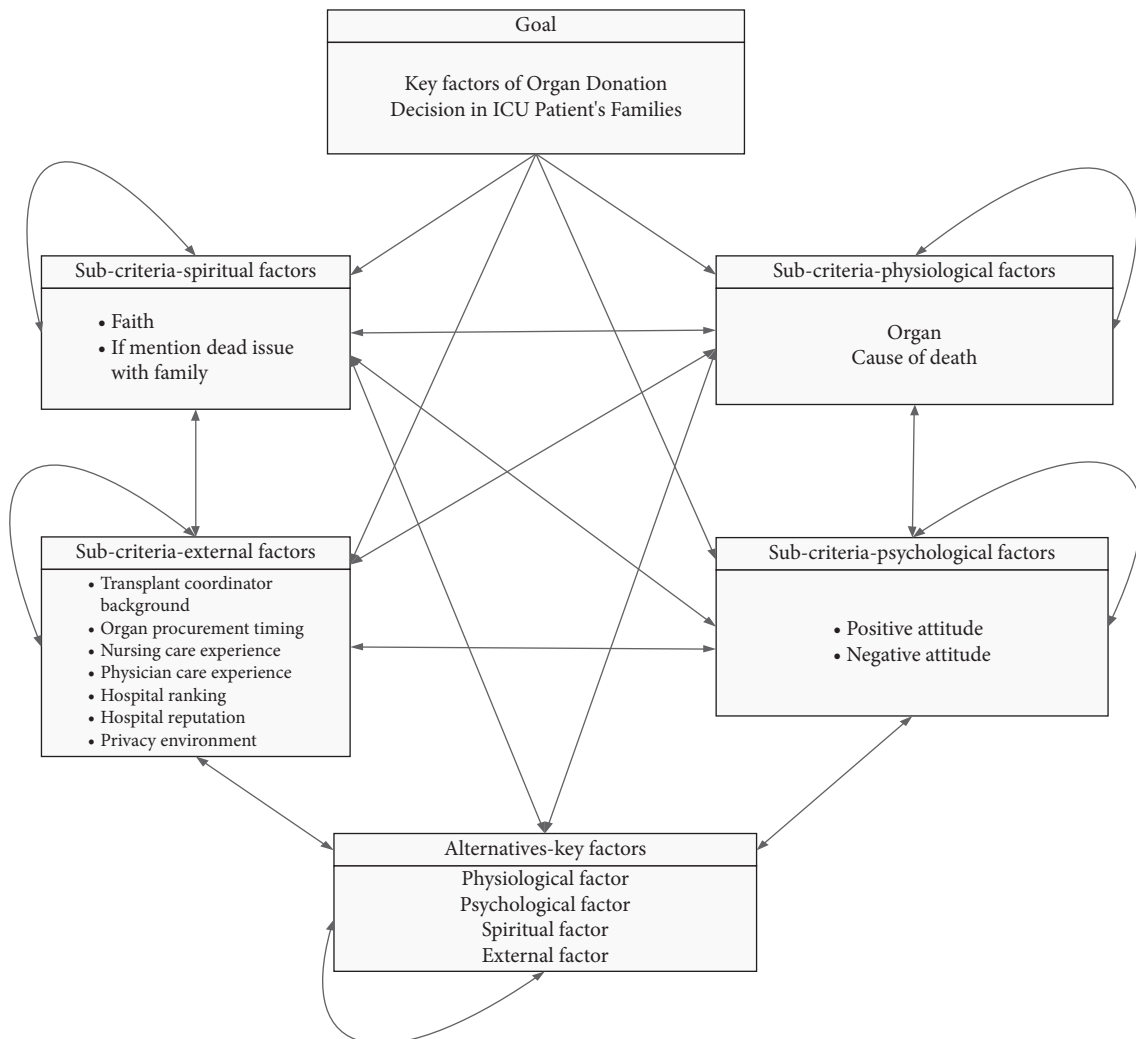 Goal
Key factors of Organ Donation
Decision in ICU Patient's Families
Sub-criteria-spiritual factors
• Faith
• If mention dead issue
with family
Sub-criteria-physiological factors
Organ
Cause of death
Sub-criteria-external factors
• Transplant coordinator
background
• Organ procurement timing
• Nursing care experience
• Physician care experience
• Hospital ranking
• Hospital reputation
• Privacy environment
Sub-criteria-psychological factors
• Positive attitude
• Negative attitude
Alternatives-key factors
Physiological factor
Psychological factor
Spiritual factor
External factor